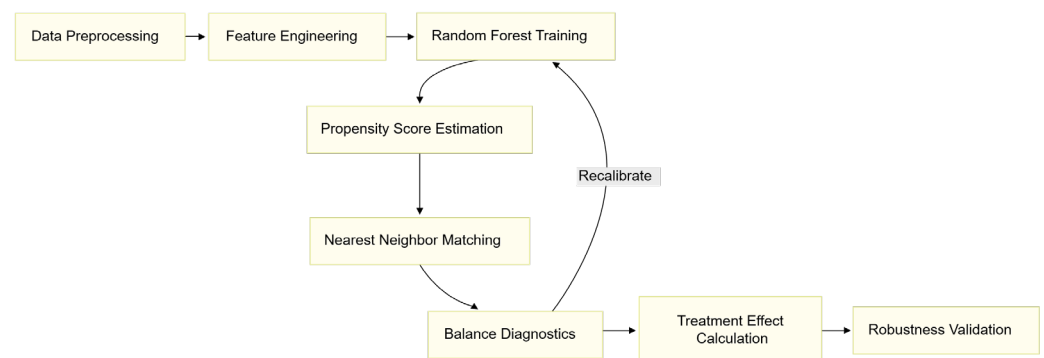 Data Preprocessing
Feature Engineering
Random Forest Training
Propensity Score Estimation
Recalibrate
Nearest Neighbor Matching
Balance Diagnostics
Treatment Effect
Calculation
Robustness Validation